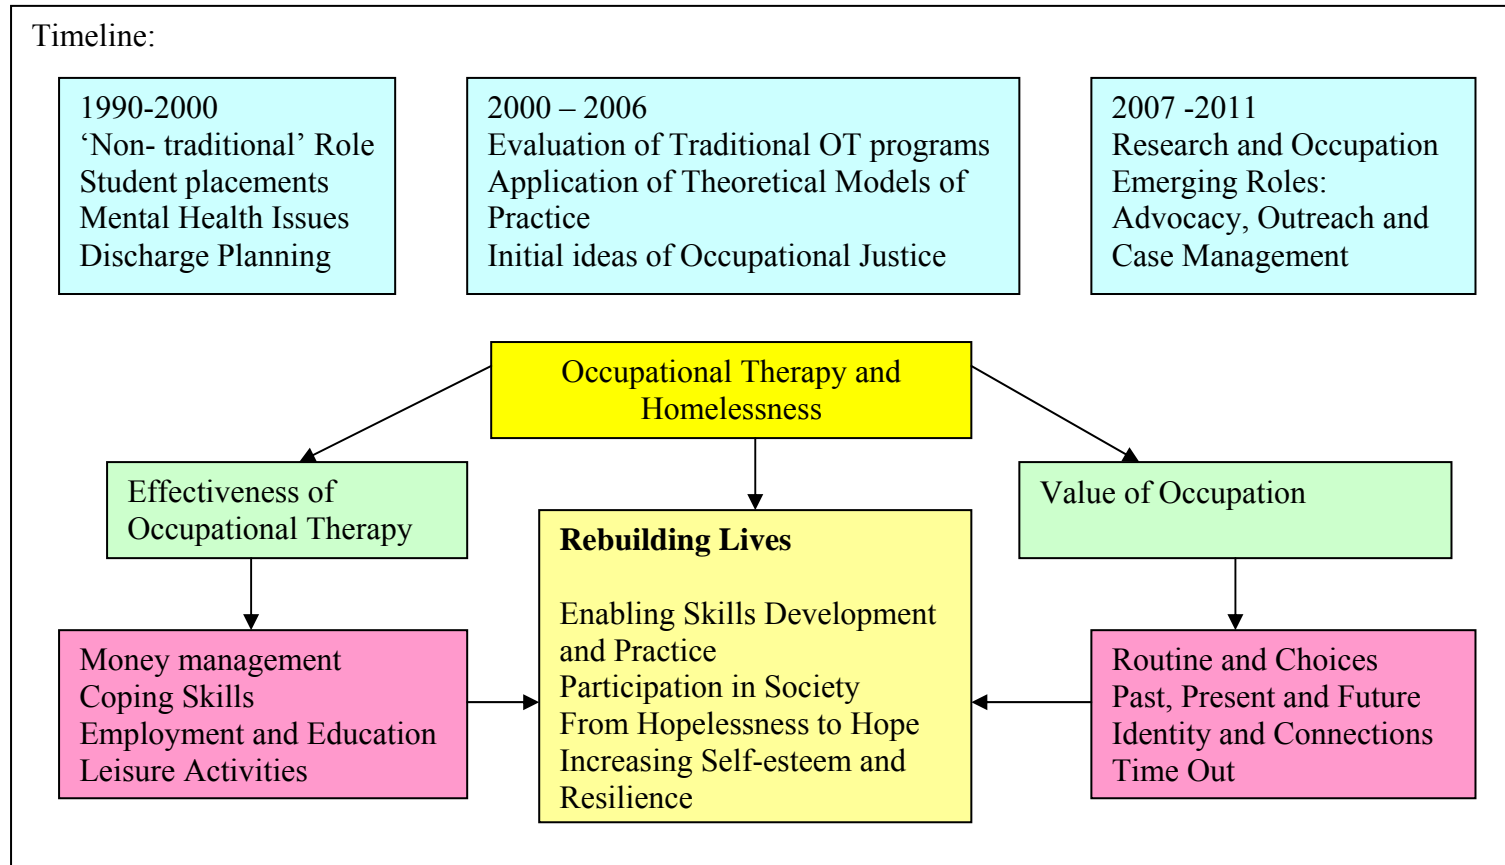 Timeline:
1990-2000
‘Non- traditional’ Role
Student placements
Mental Health Issues
Discharge Planning
2000 – 2006
Evaluation of Traditional OT programs
Application of Theoretical Models of
Practice
Initial ideas of Occupational Justice
2007 -2011
Research and Occupation
Emerging Roles:
Advocacy, Outreach and
Case Management
Occupational Therapy and
Homelessness
Effectiveness of
Occupational Therapy
Value of Occupation
Money management
Coping Skills
Employment and Education
Leisure Activities
Rebuilding Lives
Enabling Skills Development
and Practice
Participation in Society
From Hopelessness to Hope
Increasing Self-esteem and
Resilience
Routine and Choices
Past, Present and Future
Identity and Connections
Time Out